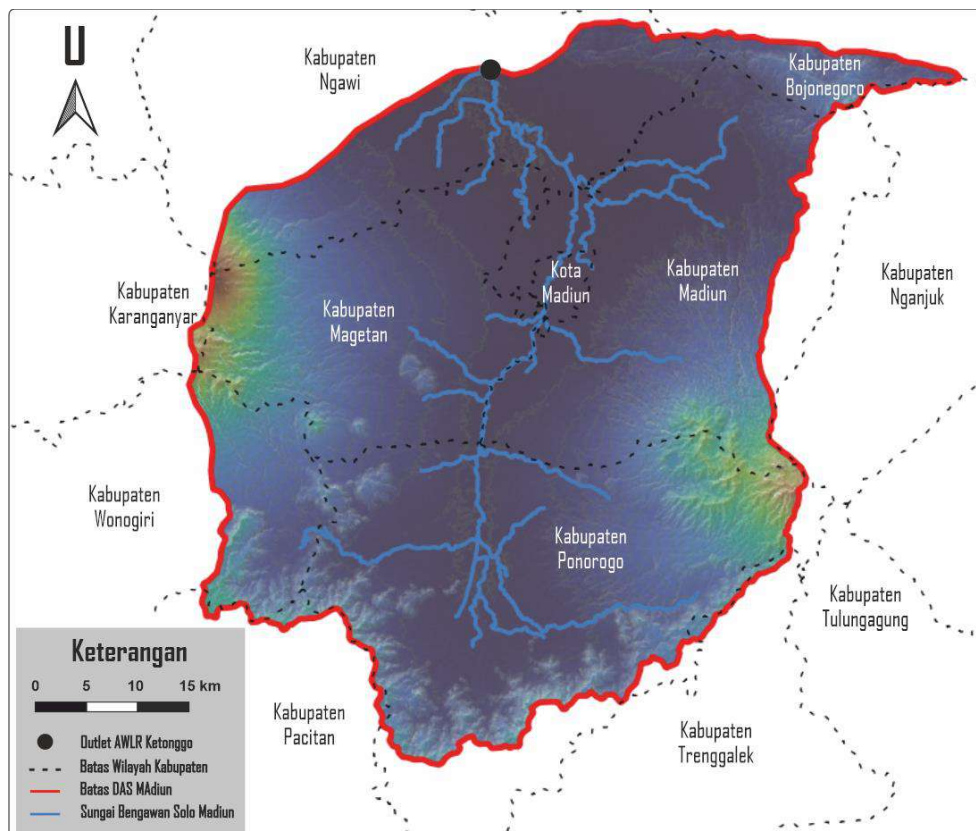 U
Kabupaten
Ngawi
Kabupaten
Bojonegoro
Kabupaten
Karanganyar
Kabupaten
Magetan
Kota
Madiun
Kabupaten
Madiun
Kabupaten
Nganjuk
Kabupaten
Wonogiri
Kabupaten
Ponorogo
Kabupaten
Tulungagung
Kabupaten
Pacitan
Kabupaten
Trenggalek
Keterangan
0 5 10 15 km
Outlet AWLR Ketonggo
Batas Wilayah Kabupaten
Batas DAS MAdiun
Sungai Bengawan Solo Madiun